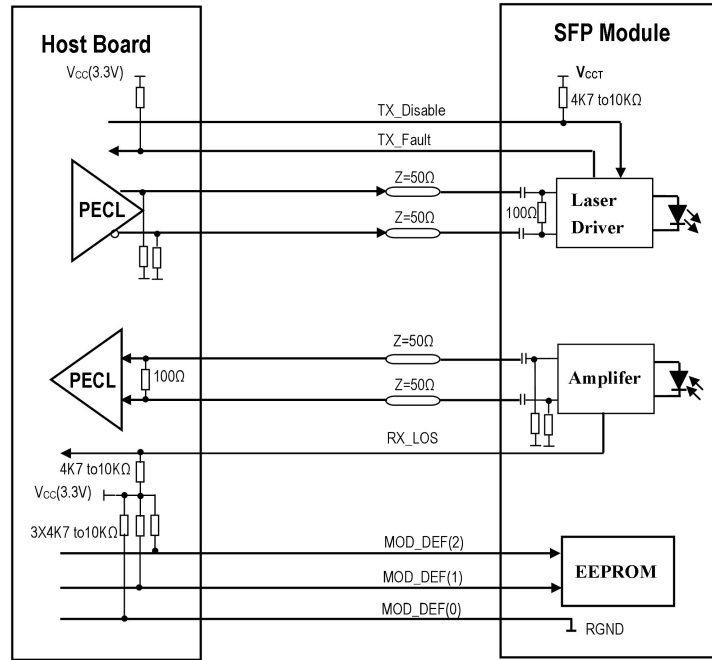 Host Board
SFP Module
Vcc(3.3V)
VCCT
4K7 to10KΩ
TX_Disable
TX_Fault
PECL
Z=50Ω
Z=50Ω
100Ω
Laser
Driver
Z=50Ω
Z=50Ω
PECL
100Ω
Amplifer
RX_LOS
4K7 to10KΩ
Vcc(3.3V)
3X4K7 to10KΩ
MOD_DEF(2)
MOD_DEF(1)
MOD_DEF(0)
EEPROM
RGND